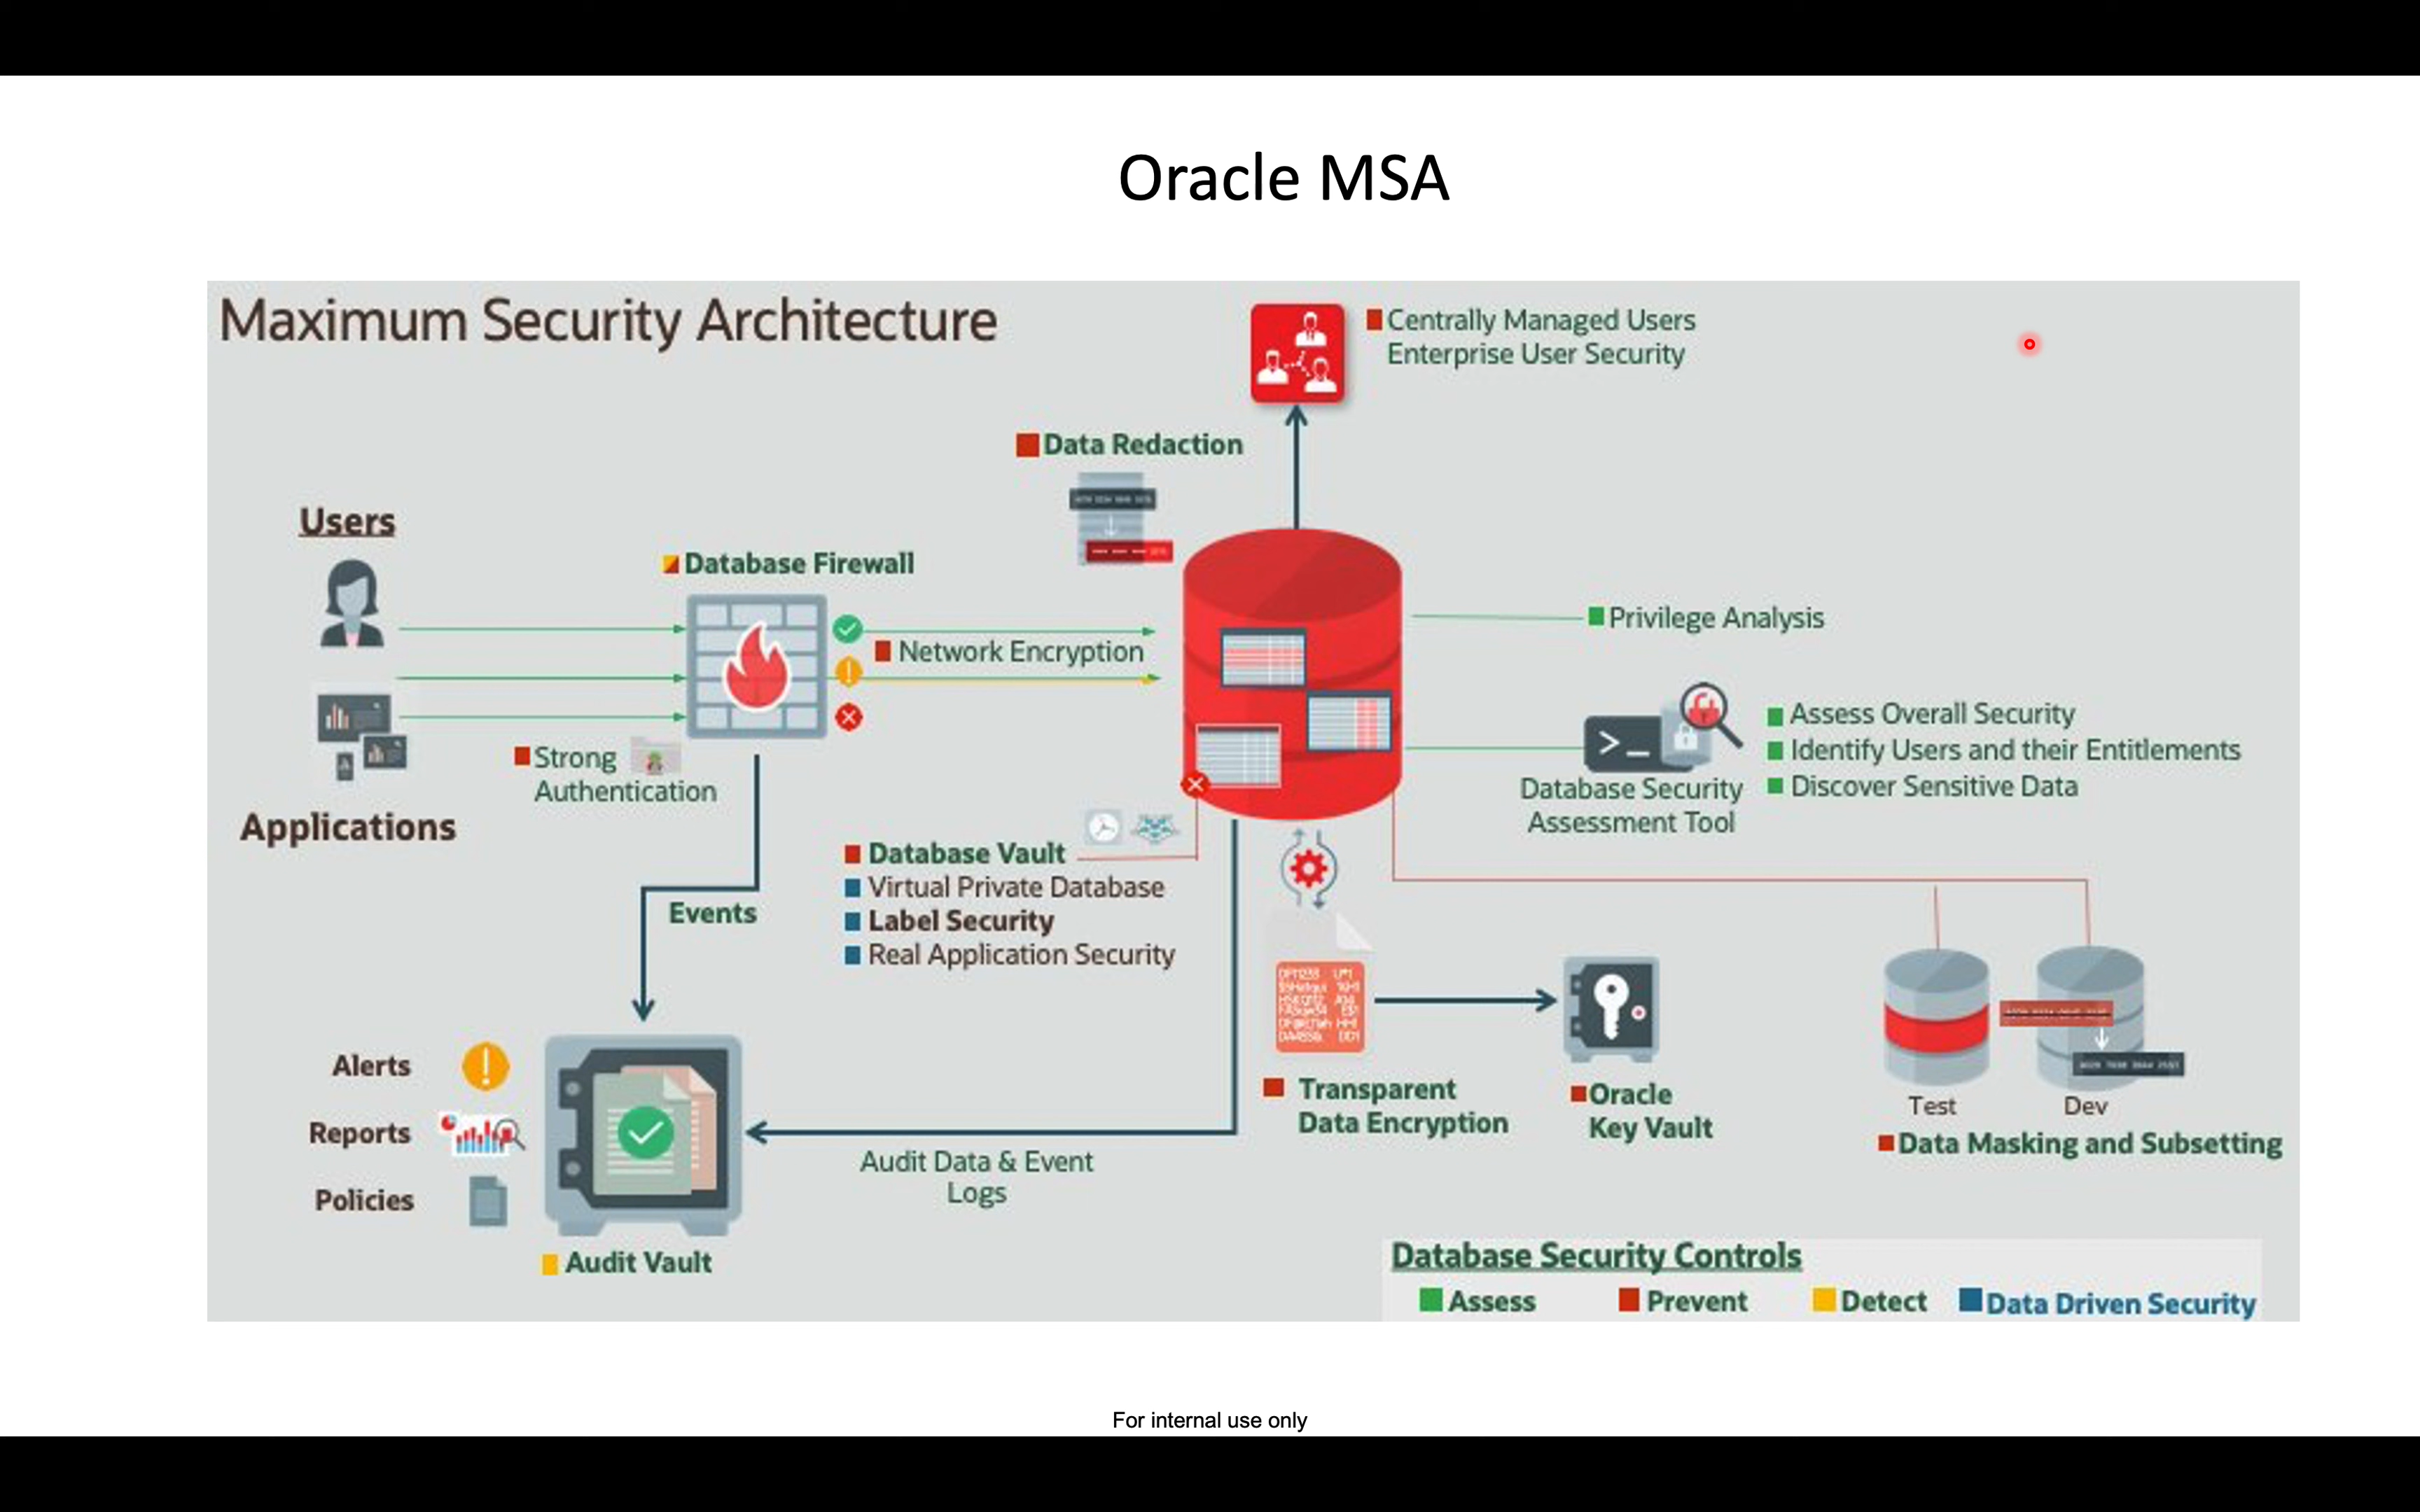 Oracle MSA
Maximum Security Architecture
Centrally Managed Users
Enterprise User Security
Data Redaction
Users
Database Firewall
Network Encryption
Strong
Authentication
Applications
Privilege Analysis
Assess Overall Security
Identify Users and their Entitlements
Discover Sensitive Data
Database Security
Assessment Tool
Database Vault
Virtual Private Database
Label Security
Real Application Security
Events
Alerts
Reports
Policies
Audit Vault
Audit Data & Event
Logs
Transparent
Data Encryption
Oracle
Key Vault
Test
Dev
Data Masking and Subsetting
Database Security Controls
Assess
Prevent
Detect
Data Driven Security
For internal use only